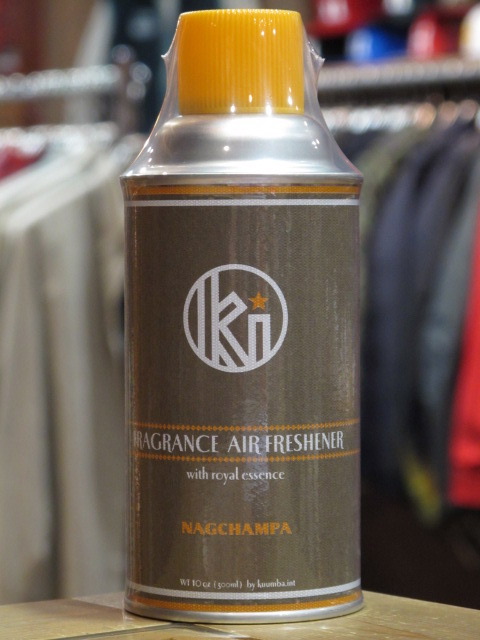 ki
FRAGRANCE AIR FRESHENER
with royal essence
NAGCHAMPA
WT 10 oz (300ml) by kuumba.int